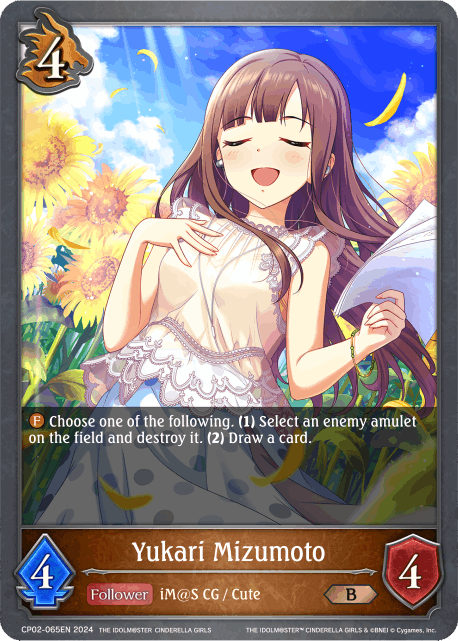 4
F Choose one of the following. (1) Select an enemy amulet
on the field and destroy it. (2) Draw a card.
Yukari Mizumoto
4
Follower iM@S CG / Cute
B
4
CP02-065EN 2024 THE IDOLM@STER CINDERELLA GIRLS THE IDOLM@STER™ CINDERELLA GIRLS & ©BNEI © Cygames, Inc.